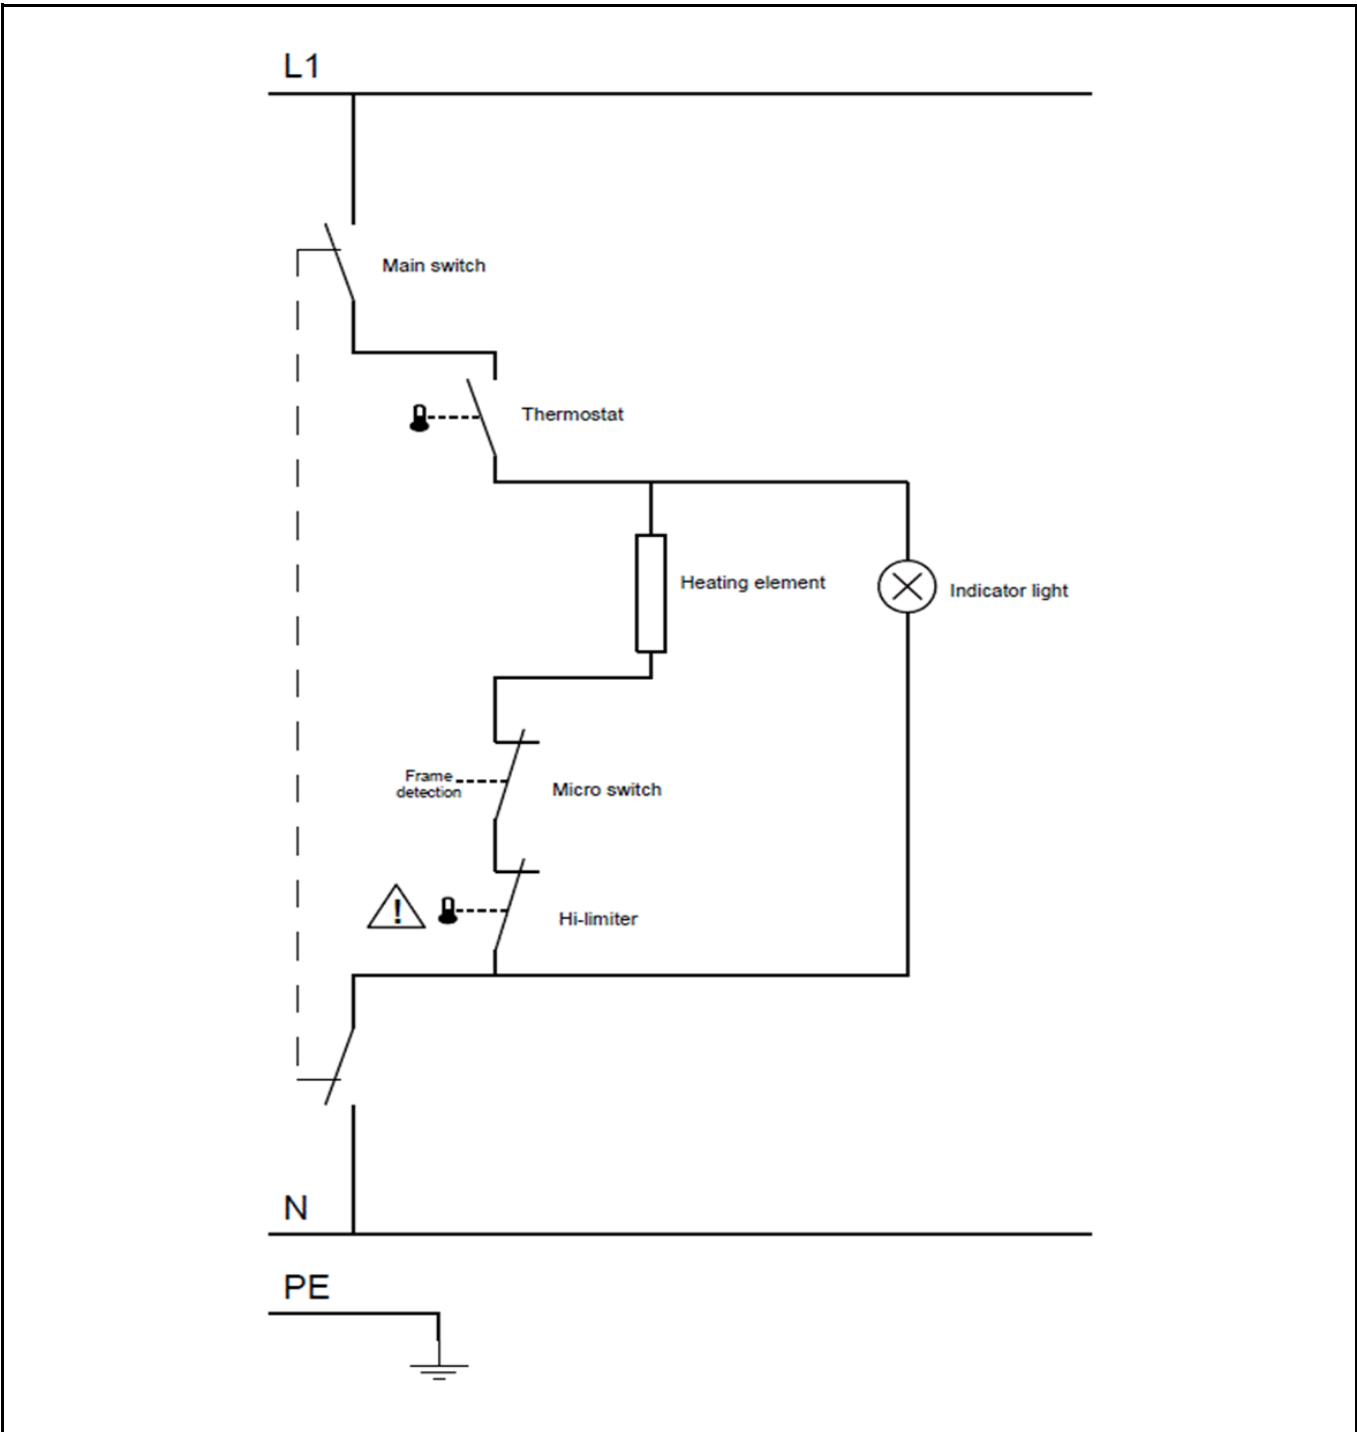 L1
Main switch
Thermostat
Heating element
Indicator light
Frame
detection
Micro switch
!
Hi-limiter
N
PE